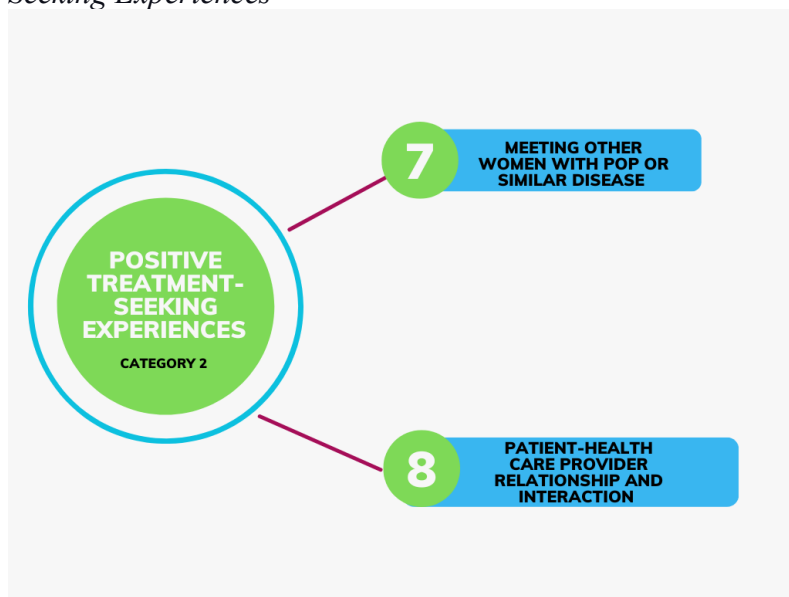 Seeking Experiences
POSITIVE
TREATMENT-
SEEKING
EXPERIENCES
CATEGORY 2
7
MEETING OTHER
WOMEN WITH POP OR
SIMILAR DISEASE
8
PATIENT-HEALTH
CARE PROVIDER
RELATIONSHIP AND
INTERACTION